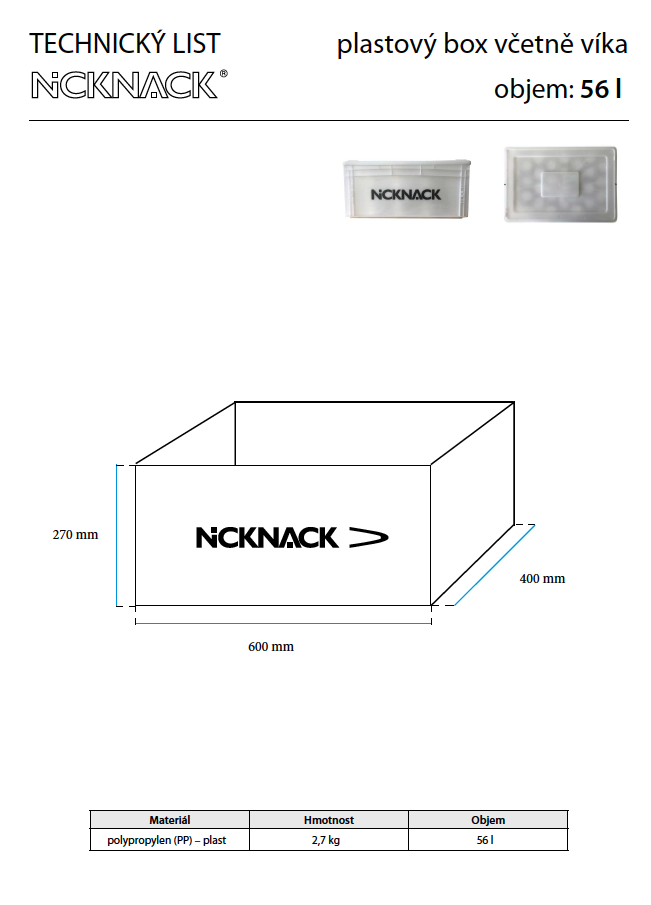 TECHNICKÝ LIST
NICKNACK®
plastový box včetně víka
objem: 56 l
NICKNACK
NICKNACK
270 mm
400 mm
600 mm
Materiál Hmotnost Objem
polypropylen (PP) – plast 2,7 kg 56 l